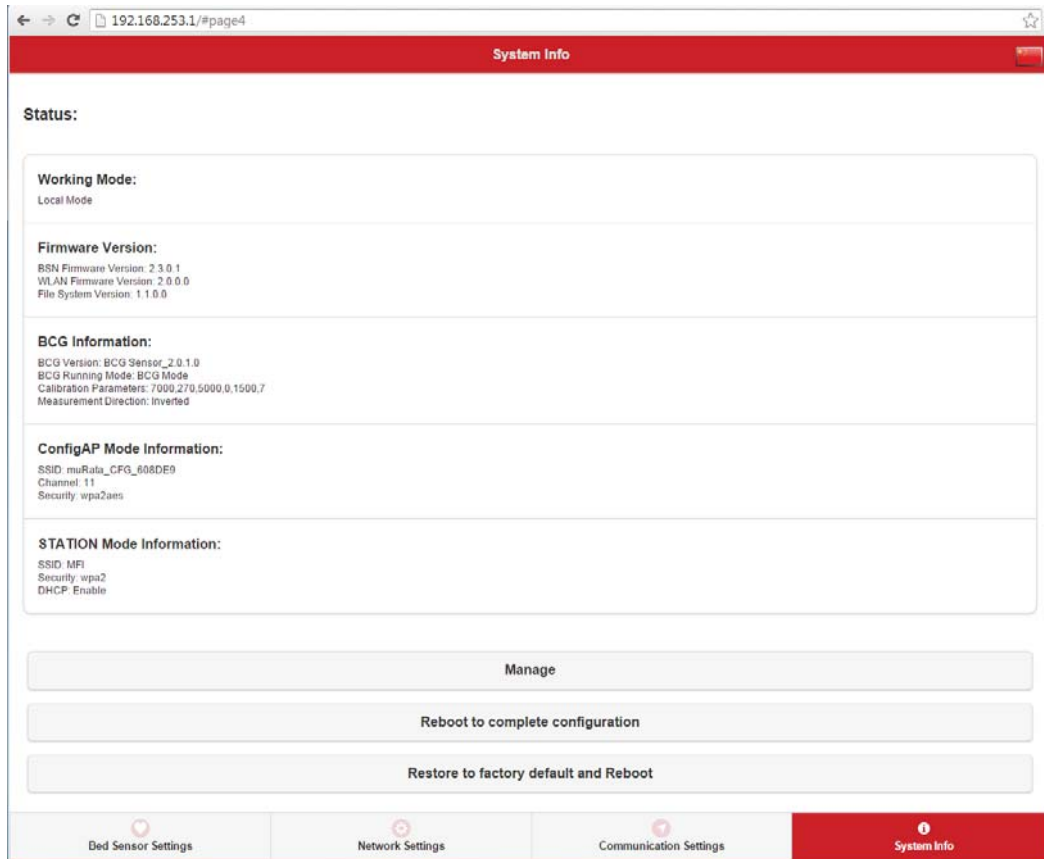 192.168.253.1/#page4
System Info
Status:
Working Mode:
Local Mode
Firmware Version:
BSN Firmware Version: 2.3.0.1
WLAN Firmware Version: 2.0.0.0
File System Version: 1.1.0.0
BCG Information:
BCG Version: BCG Sensor_2.0.1.0
BCG Running Mode: BCG Mode
Calibration Parameters: 7000,270,5000,0,1500,7
Measurement Direction: Inverted
ConfigAP Mode Information:
SSID: muRata_CFG_608DE9
Channel: 11
Security: wpa2aes
STATION Mode Information:
SSID: MFI
Security: wpa2
DHCP: Enable
Manage
Reboot to complete configuration
Restore to factory default and Reboot
Bed Sensor Settings
Network Settings
Communication Settings
System Info